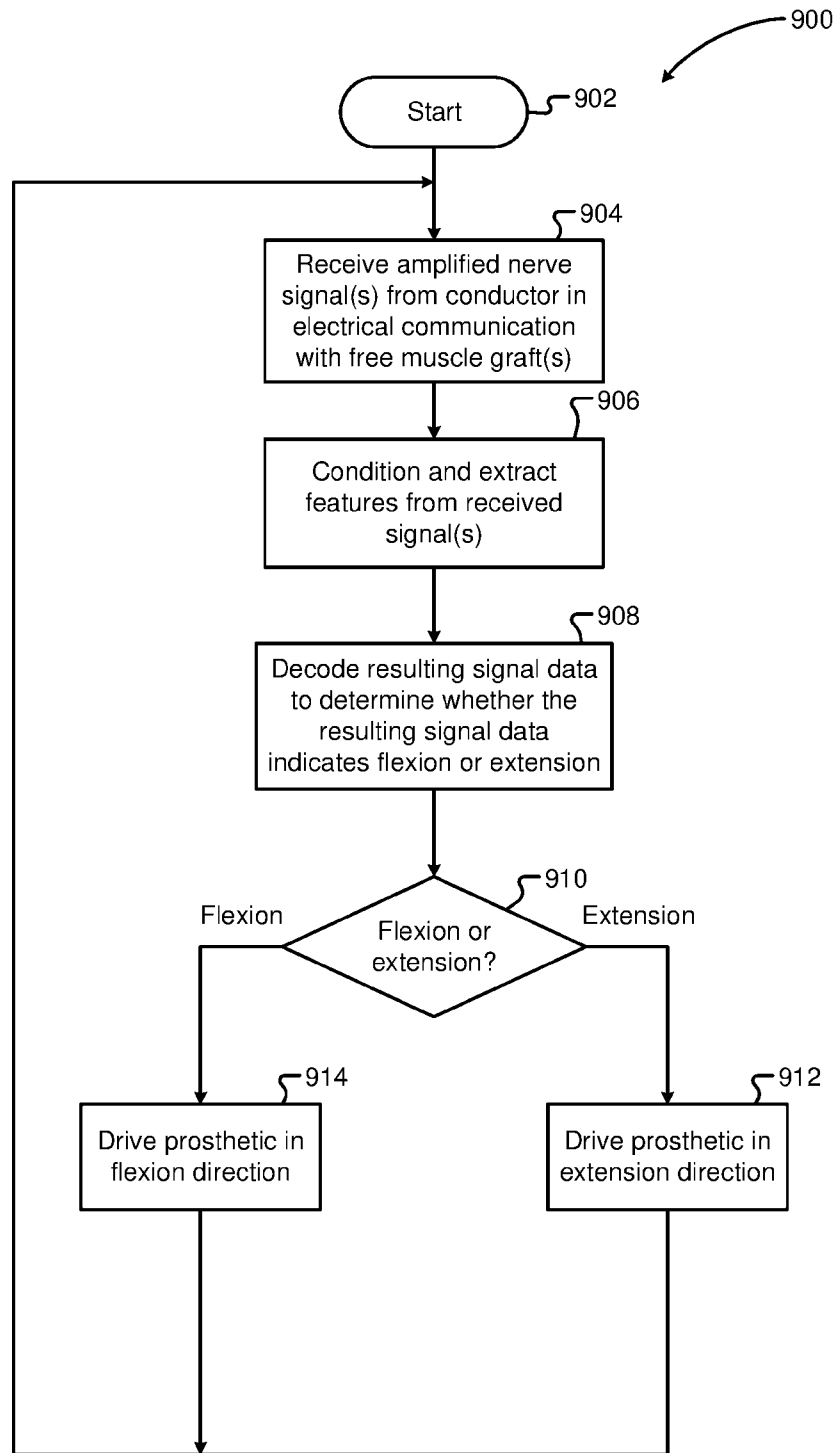 900
Start
902
904
Receive amplified nerve
signal(s) from conductor in
electrical communication
with free muscle graft(s)
906
Condition and extract
features from received
signal(s)
908
Decode resulting signal data
to determine whether the
resulting signal data
indicates flexion or extension
910
Flexion
Extension
Flexion or
extension?
914
912
Drive prosthetic in
flexion direction
Drive prosthetic in
extension direction